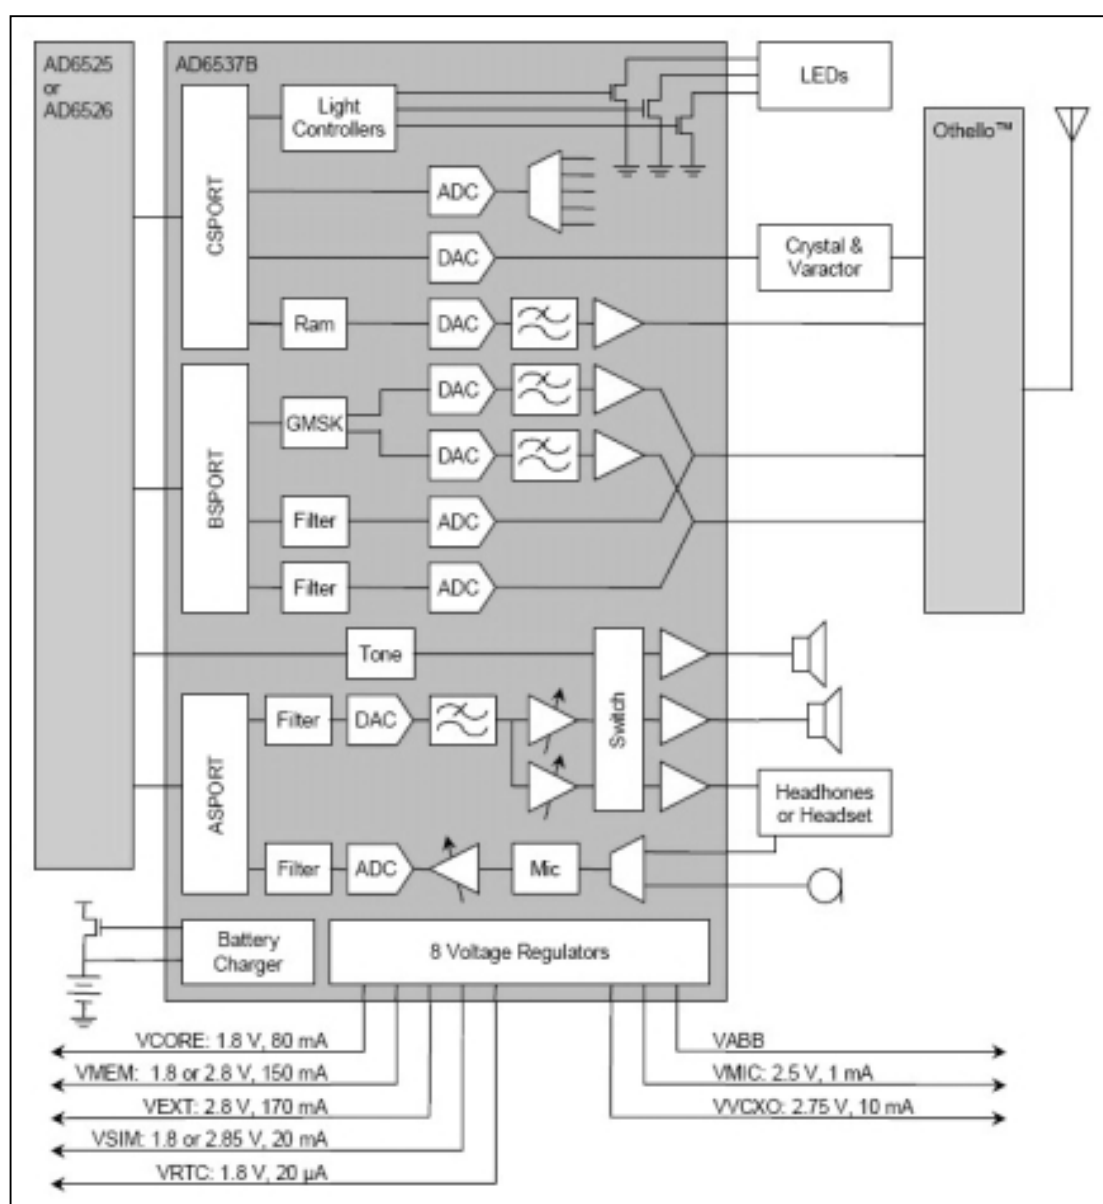 AD6525
or
AD6526
AD6537B
LEDs
Othello™
CSPORT
Light
Controllers
ADC
DAC
Crystal &
Varactor
Ram
DAC
BSPORT
GMSK
DAC
DAC
Filter
ADC
Filter
ADC
Tone
Switch
ASPORT
Filter
DAC
Headhones
or Headset
Filter
ADC
Mic
Battery
Charger
8 Voltage Regulators
VCORE: 1.8 V, 80 mA
VABB
VMEM: 1.8 or 2.8 V, 150 mA
VMIC: 2.5 V, 1 mA
VEXT: 2.8 V, 170 mA
VVCXO: 2.75 V, 10 mA
VSIM: 1.8 or 2.85 V, 20 mA
VRTC: 1.8 V, 20 µA